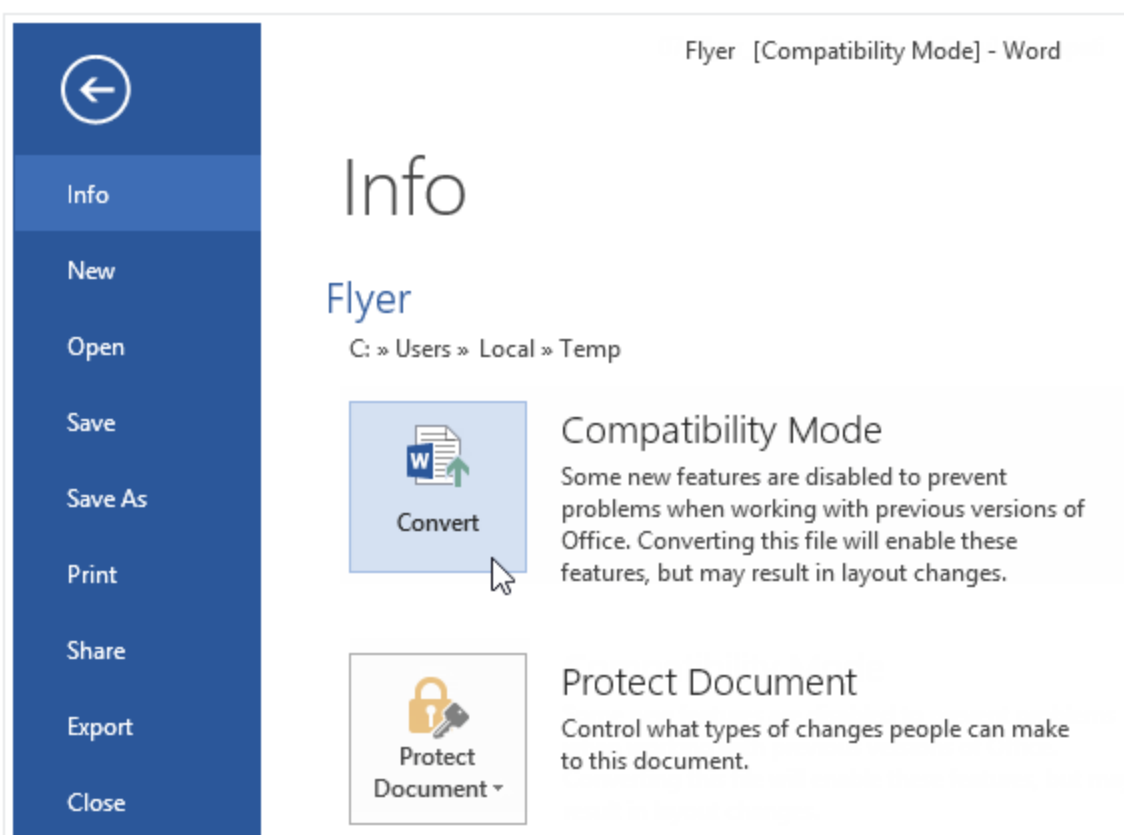 Flyer [Compatibility Mode] - Word
Info
New
Open
Save
Save As
Print
Share
Export
Close
Info
Flyer
C: » Users » Local » Temp
W
Convert
Compatibility Mode
Some new features are disabled to prevent
problems when working with previous versions of
Office. Converting this file will enable these
features, but may result in layout changes.
Protect
Document
Protect Document
Control what types of changes people can make
to this document.